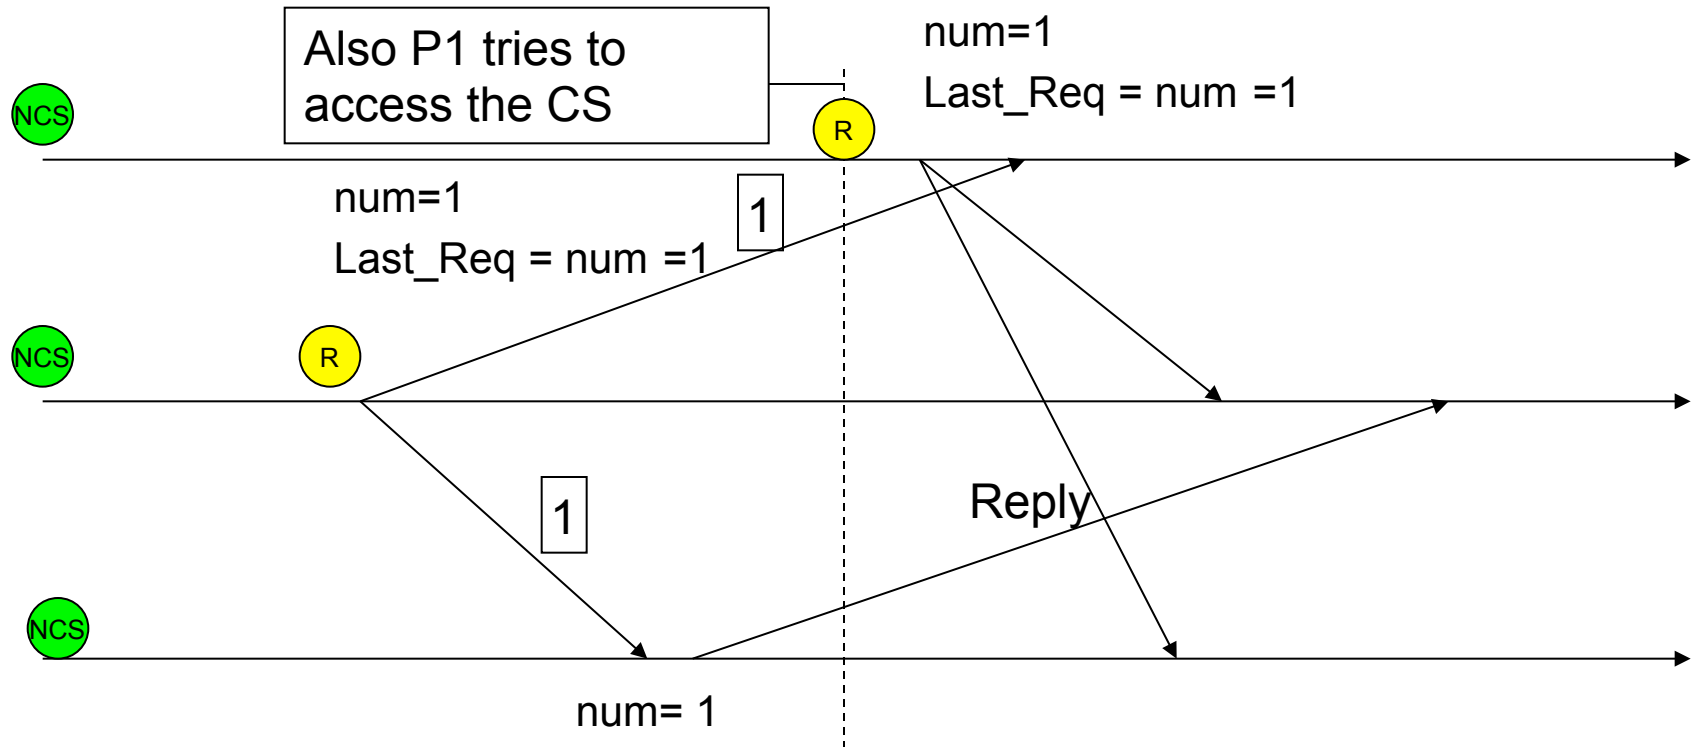 Also P1 tries to
access the CS
num=1
Last_Req = num =1
NCS
R
num=1
Last_Req = num =1
1
NCS
R
1
Reply
NCS
num= 1